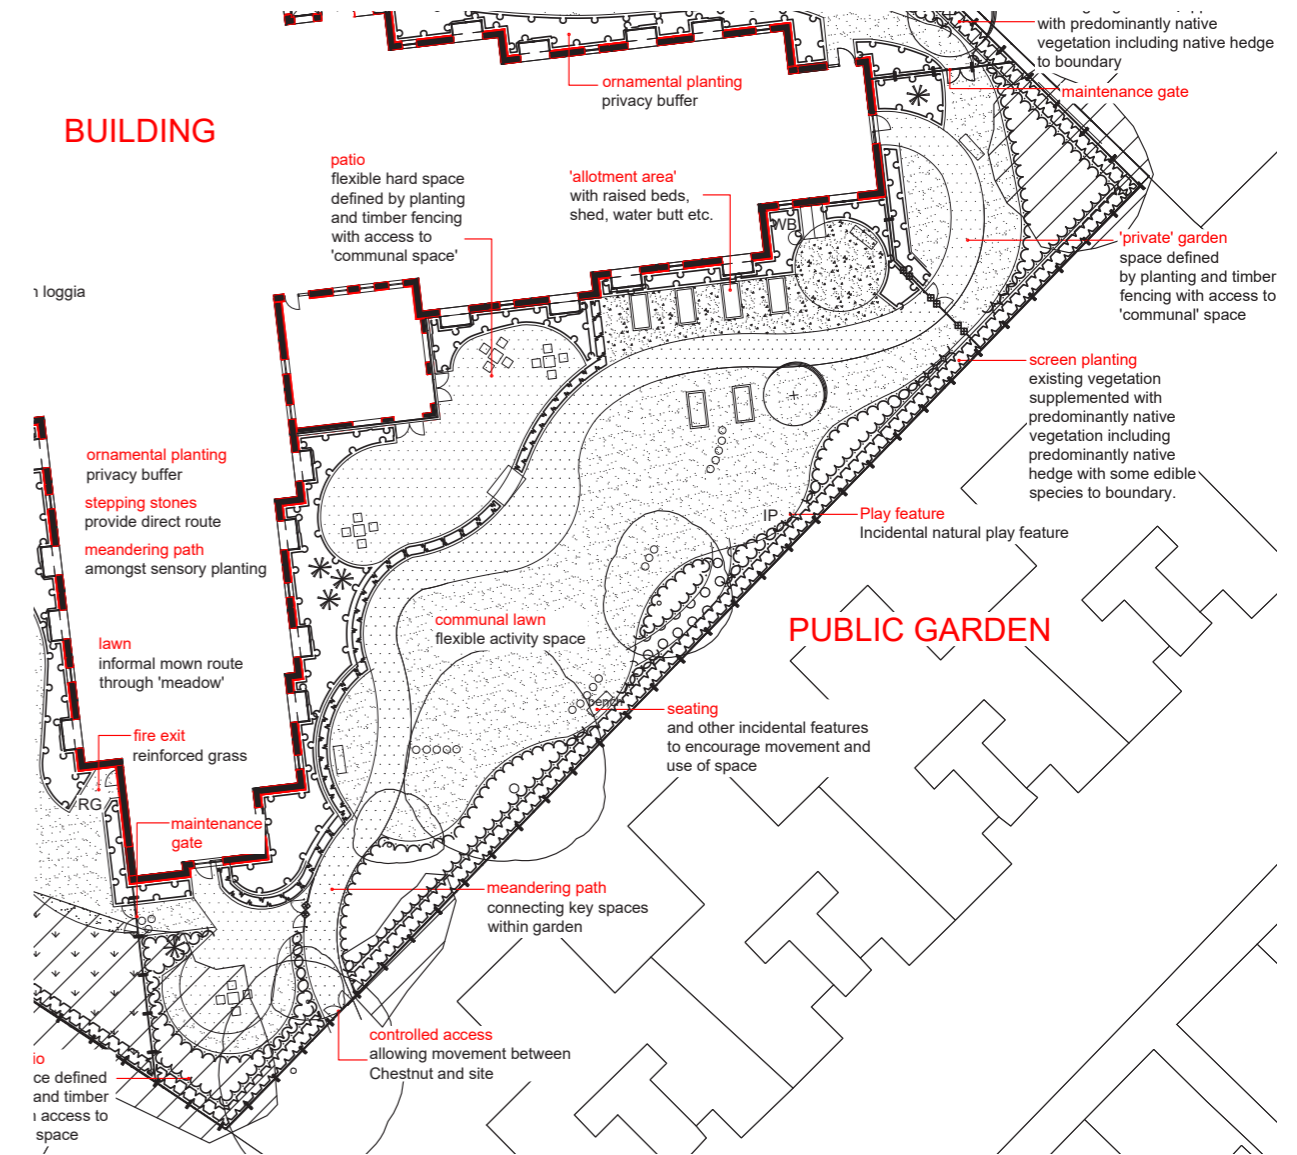 with predominantly native
vegetation including native hedge
to boundary
maintenance gate
ornamental planting
privacy buffer
BUILDING
patio
flexible hard space
defined by planting
and timber fencing
with access to
'communal space'
'allotment area'
with raised beds,
shed, water butt etc.
WB
'private' garden
space defined
by planting and timber
fencing with access to
'communal' space
loggia
screen planting
existing vegetation
supplemented with
predominantly native
vegetation including
predominantly native
hedge with some edible
species to boundary.
ornamental planting
privacy buffer
stepping stones
provide direct route
meandering path
amongst sensory planting
IP
Play feature
Incidental natural play feature
communal lawn
flexible activity space
PUBLIC GARDEN
lawn
informal mown route
through 'meadow'
bench
seating
and other incidental features
to encourage movement and
use of space
fire exit
reinforced grass
RG
maintenance
gate
meandering path
connecting key spaces
within garden
controlled access
allowing movement between
Chestnut and site
io
ce defined
and timber
access to
space